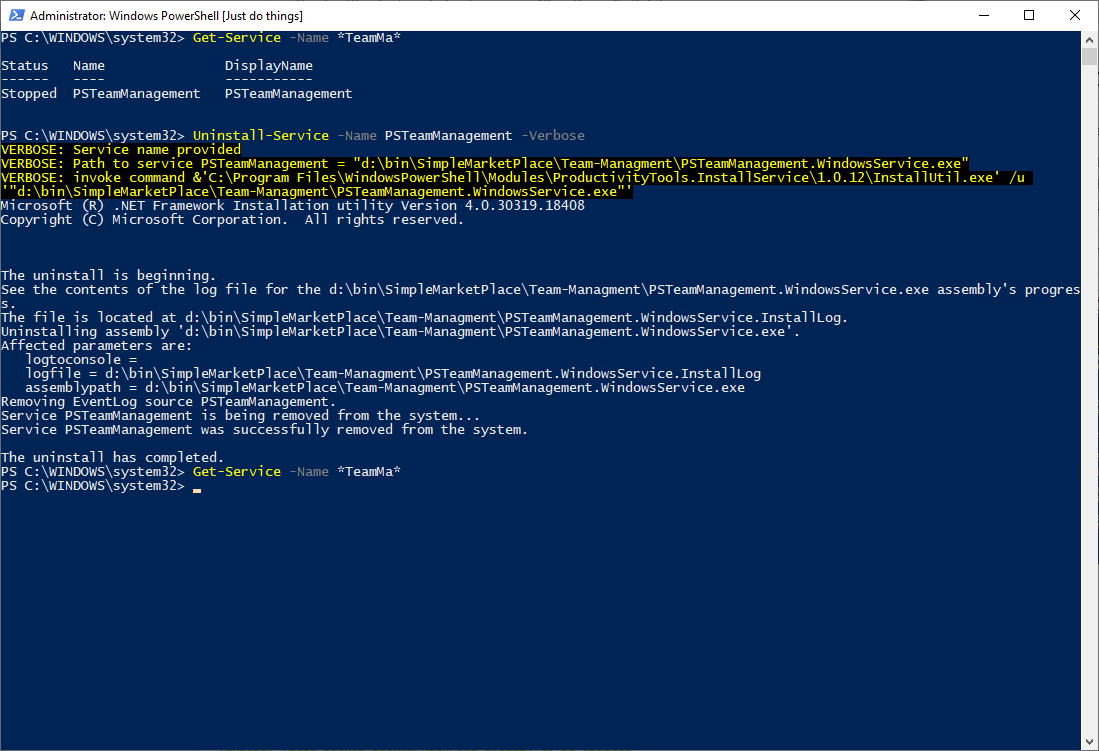 Administrator: Windows PowerShell [Just do things]
PS C:\WINDOWS\system32> Get-Service -Name *TeamMa*
Status   Name               DisplayName
------   ----               -----------
Stopped  PSTeamManagement   PSTeamManagement
PS C:\WINDOWS\system32> Uninstall-Service -Name PSTeamManagement -Verbose
VERBOSE: Service name provided
VERBOSE: Path to service PSTeamManagement = "d:\bin\SimpleMarketPlace\Team-Managment\PSTeamManagement.WindowsService.exe"
VERBOSE: invoke command &'C:\Program Files\WindowsPowerShell\Modules\ProductivityTools.InstallService\1.0.12\InstallUtil.exe' /u
'"d:\bin\SimpleMarketPlace\Team-Managment\PSTeamManagement.WindowsService.exe"'
Microsoft (R) .NET Framework Installation utility Version 4.0.30319.18408
Copyright (C) Microsoft Corporation.  All rights reserved.
The uninstall is beginning.
See the contents of the log file for the d:\bin\SimpleMarketPlace\Team-Managment\PSTeamManagement.WindowsService.exe assembly's progres
s.
The file is located at d:\bin\SimpleMarketPlace\Team-Managment\PSTeamManagement.WindowsService.InstallLog.
Uninstalling assembly 'd:\bin\SimpleMarketPlace\Team-Managment\PSTeamManagement.WindowsService.exe'.
Affected parameters are:
   logtoconsole =
   logfile = d:\bin\SimpleMarketPlace\Team-Managment\PSTeamManagement.WindowsService.InstallLog
   assemblypath = d:\bin\SimpleMarketPlace\Team-Managment\PSTeamManagement.WindowsService.exe
Removing EventLog source PSTeamManagement.
Service PSTeamManagement is being removed from the system...
Service PSTeamManagement was successfully removed from the system.
The uninstall has completed.
PS C:\WINDOWS\system32> Get-Service -Name *TeamMa*
PS C:\WINDOWS\system32>